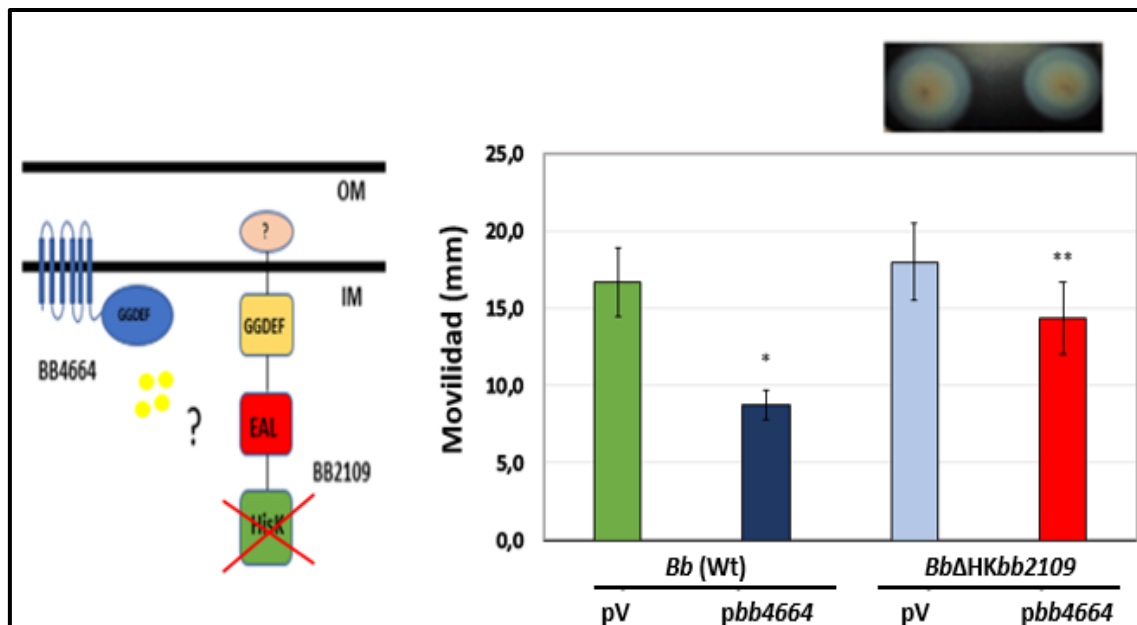 OM
?
IM
GGDEF
GGDEF
BB4664
?
EAL
BB2109
HisK
Movilidad (mm)
25,0
20,0
15,0
10,0
5,0
0,0
*
**
Bb (Wt)
BbΔHKbb2109
pV
pbb4664
pV
pbb4664